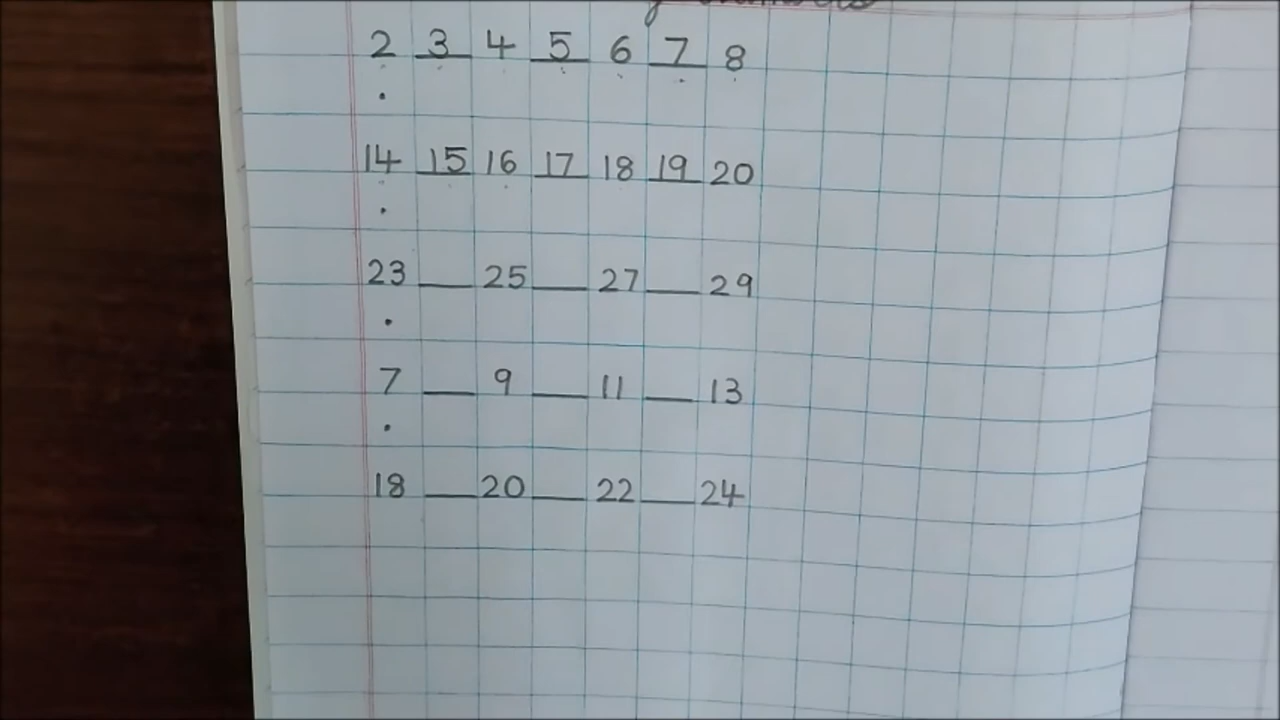 2 3 4 5 6 7 8
14 15 16 17 18 19 20
23 __ 25 __ 27 __ 29
7 __ 9 __ 11 __ 13
18 __ 20 __ 22 __ 24